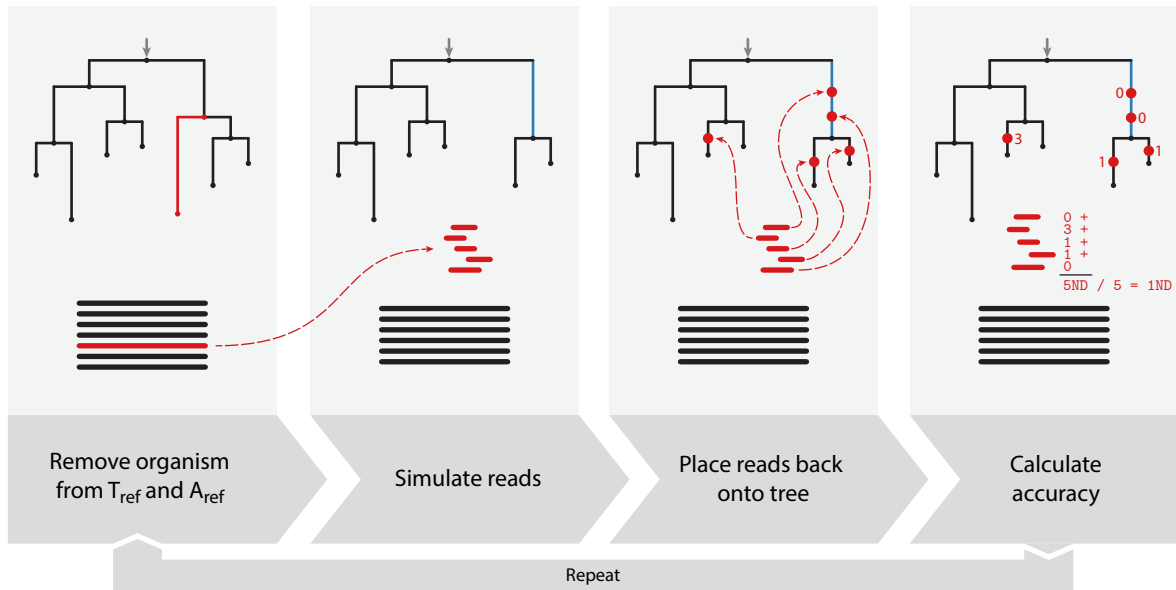 0
0
3
1
1
0 +
3 +
1 +
1 +
0
5ND / 5 = 1ND
Remove organism
from Tref and Aref
Simulate reads
Place reads back
onto tree
Calculate
accuracy
Repeat